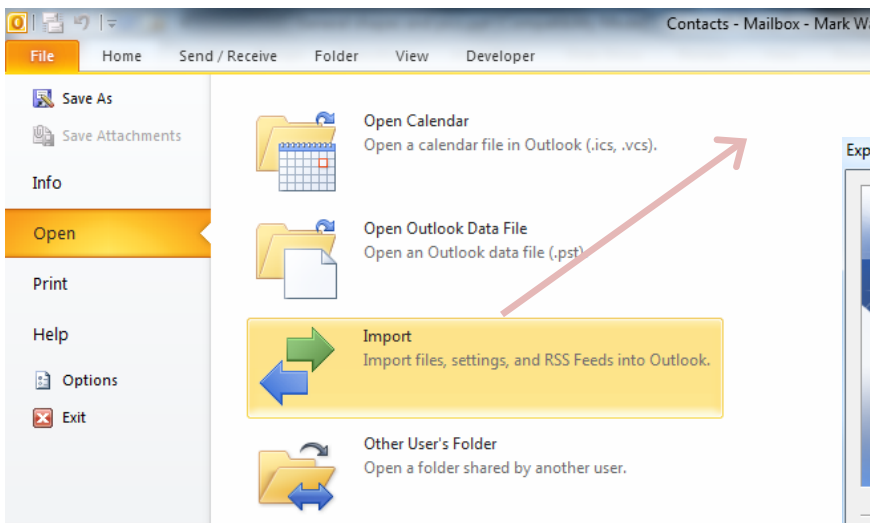 Contacts - Mailbox - Mark
File Home Send / Receive Folder View Developer
Save As
Save Attachments
Info
Open
Print
Help
Options
Exit
Open Calendar
Open a calendar file in Outlook (.ics, .vcs).
Open Outlook Data File
Open an Outlook data file (.pst)
Import
Import files, settings, and RSS Feeds into Outlook.
Other User's Folder
Open a folder shared by another user.